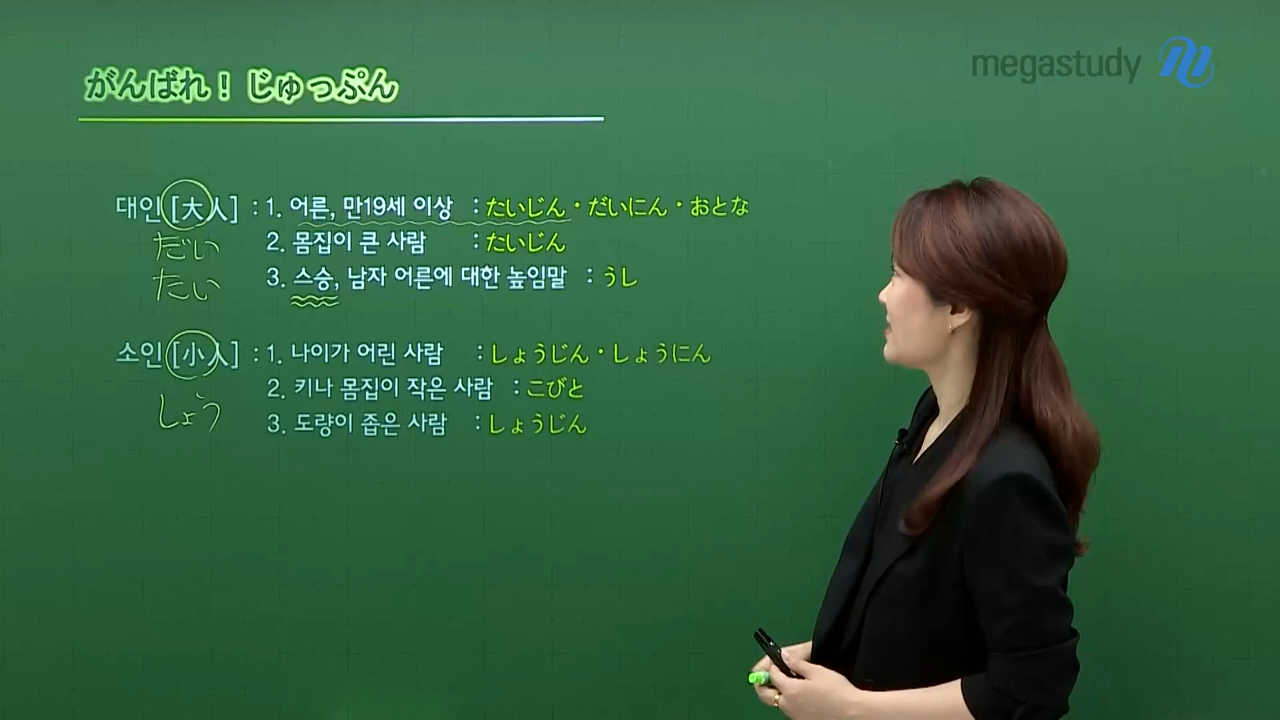 megastudy
がんばれ！じゅっぷん
대인 [大人] : 1. 어른, 만19세 이상 : たいじん・だいにん・おとな
だい 2. 몸집이 큰 사람 : たいじん
たい 3. 스승, 남자 어른에 대한 높임말 : うし
소인 [小人] : 1. 나이가 어린 사람 : しょうじん・しょうにん
2. 키나 몸집이 작은 사람 : こびと
しょう 3. 도량이 좁은 사람 : しょうじん